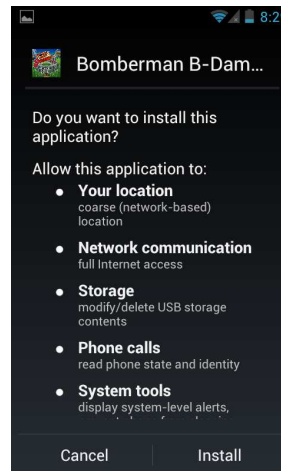 8:2
Bomberman B-Dam...
Do you want to install this
application?
Allow this application to:
• Your location
coarse (network-based)
location
• Network communication
full Internet access
• Storage
modify/delete USB storage
contents
• Phone calls
read phone state and identity
• System tools
display system-level alerts,
Cancel Install